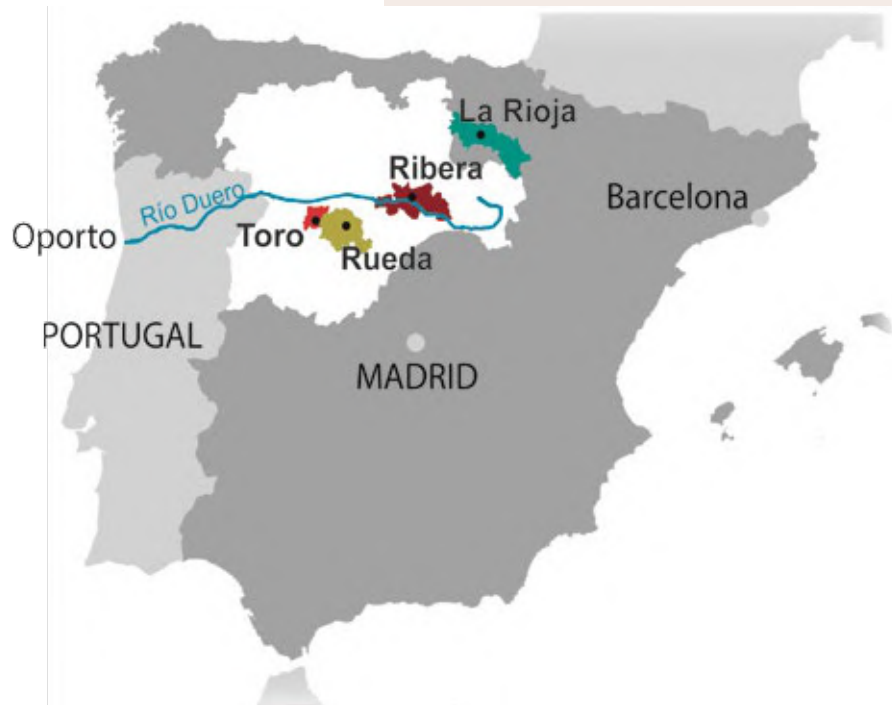 La Rioja
Ribera
Barcelona
Río Duero
Oporto
Toro
Rueda
PORTUGAL
MADRID